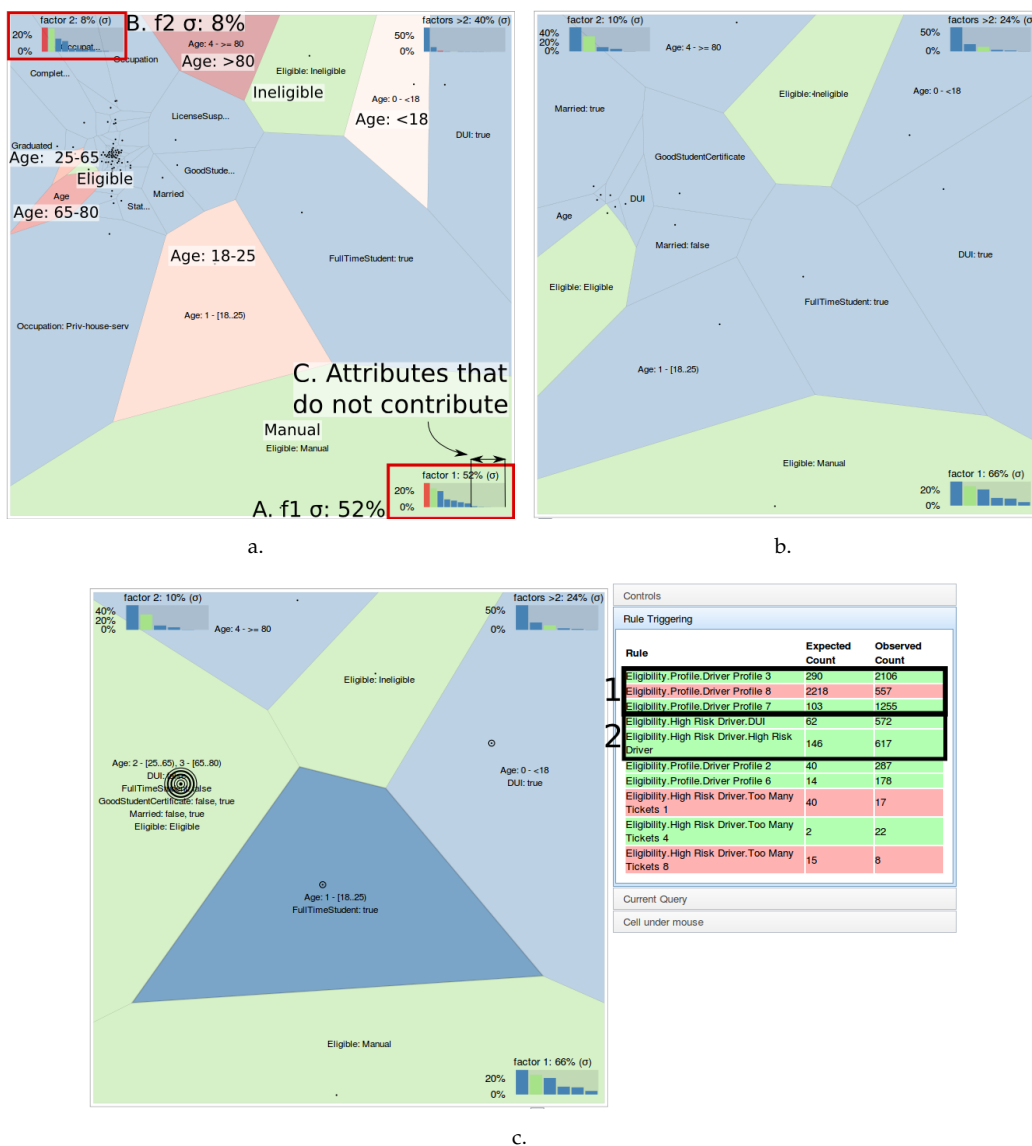 factor 2: 8% (σ)
B. f2 σ: 8%
factors >2: 40% (σ)
20%
0%
50%
0%
Occupation
Age: 4 - >= 80
Age: >80
Complet...
Eligible: Ineligible
Ineligible
Age: 0 - <18
Age: <18
LicenseSusp...
DUI: true
Graduated
Age: 25-65
Eligible
GoodStude...
Age
Married
Age: 65-80
Stat...
Age: 18-25
FullTimeStudent: true
Age: 1 - [18..25)
Occupation: Priv-house-serv
C. Attributes that
do not contribute
Manual
Eligible: Manual
factor 1: 52% (σ)
20%
0%
A. f1 σ: 52%
a.
factor 2: 10% (σ)
factors >2: 24% (σ)
40%
20%
0%
50%
0%
Age: 4 - >= 80
Eligible: Ineligible
Age: 0 - <18
Married: true
GoodStudentCertificate
DUI
Age
Married: false
DUI: true
Eligible: Eligible
FullTimeStudent: true
Age: 1 - [18..25)
Eligible: Manual
factor 1: 66% (σ)
20%
0%
b.
factor 2: 10% (σ)
factors >2: 24% (σ)
40%
20%
0%
50%
0%
Age: 4 - >= 80
Eligible: Ineligible
Age: 2 - [25..65), 3 - [65..80)
DUI:
FullTimeStudent: false
GoodStudentCertificate: false, true
Married: false, true
Eligible: Eligible
Age: 0 - <18
DUI: true
Age: 1 - [18..25)
FullTimeStudent: true
Eligible: Manual
factor 1: 66% (σ)
20%
0%
Controls
Rule Triggering
Rule Expected Count Observed Count
1
Eligibility.Profile.Driver Profile 3 290 2106
Eligibility.Profile.Driver Profile 8 2218 557
Eligibility.Profile.Driver Profile 7 103 1255
2
Eligibility.High Risk Driver.DUI 62 572
Eligibility.High Risk Driver.High Risk
Driver 146 617
Eligibility.Profile.Driver Profile 2 40 287
Eligibility.Profile.Driver Profile 6 14 178
Eligibility.High Risk Driver.Too Many
Tickets 1 40 17
Eligibility.High Risk Driver.Too Many
Tickets 4 2 22
Eligibility.High Risk Driver.Too Many
Tickets 8 15 8
Current Query
Cell under mouse
c.